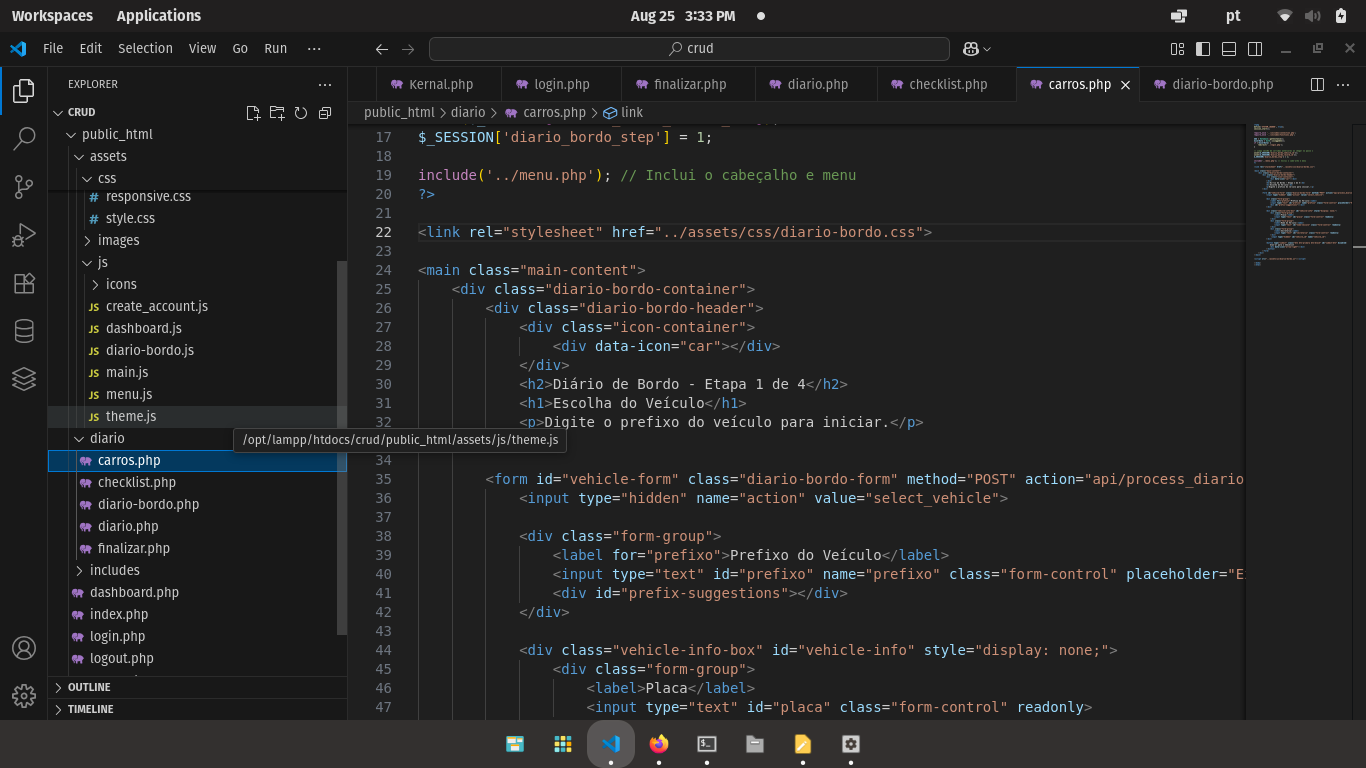 Workspaces Applications Aug 25 3:33 PM pt
File Edit Selection View Go Run ··· crud
EXPLORER ···
Kernal.php login.php finalizar.php diario.php checklist.php carros.php diario-bordo.php ···
CRUD
public_html > diario > carros.php > link
public_html
assets
css
responsive.css
style.css
images
js
icons
create_account.js
dashboard.js
diario-bordo.js
main.js
menu.js
theme.js
diario
/opt/lampp/htdocs/crud/public_html/assets/js/theme.js
carros.php
checklist.php
diario-bordo.php
diario.php
finalizar.php
includes
dashboard.php
index.php
login.php
logout.php
OUTLINE
TIMELINE
17 $_SESSION['diario_bordo_step'] = 1;
18
19 include('../menu.php'); // Inclui o cabeçalho e menu
20 ?>
21
22 <link rel="stylesheet" href="../assets/css/diario-bordo.css">
23
24 <main class="main-content">
25 <div class="diario-bordo-container">
26 <div class="diario-bordo-header">
27 <div class="icon-container">
28 <div data-icon="car"></div>
29 </div>
30 <h2>Diário de Bordo - Etapa 1 de 4</h2>
31 <h1>Escolha do Veículo</h1>
32 <p>Digite o prefixo do veículo para iniciar.</p>
34
35 <form id="vehicle-form" class="diario-bordo-form" method="POST" action="api/process_diario
36 <input type="hidden" name="action" value="select_vehicle">
37
38 <div class="form-group">
39 <label for="prefixo">Prefixo do Veículo</label>
40 <input type="text" id="prefixo" name="prefixo" class="form-control" placeholder="E
41 <div id="prefix-suggestions"></div>
42 </div>
43
44 <div class="vehicle-info-box" id="vehicle-info" style="display: none;">
45 <div class="form-group">
46 <label>Placa</label>
47 <input type="text" id="placa" class="form-control" readonly>